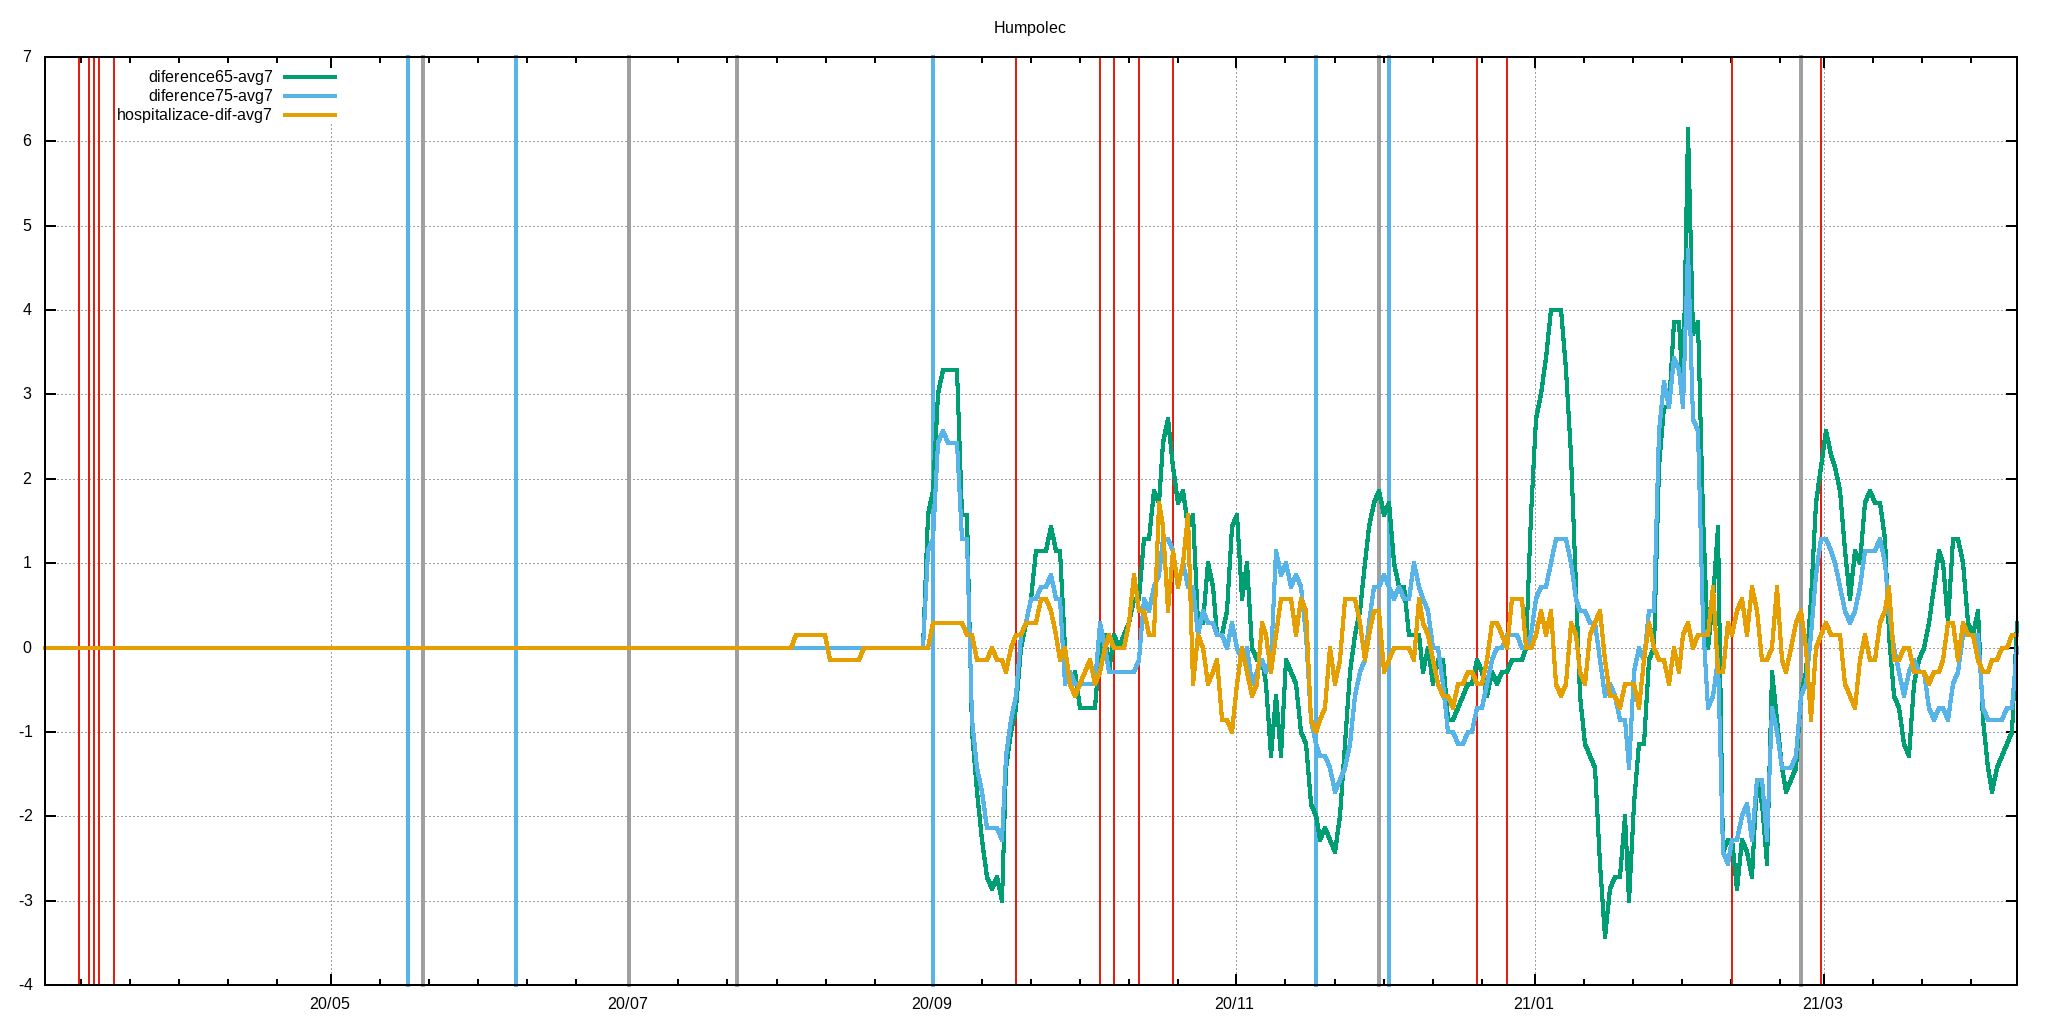 Humpolec
7
diference65-avg7
diference75-avg7
hospitalizace-dif-avg7
6
5
4
3
2
1
0
-1
-2
-3
-4
20/05 20/07 20/09 20/11 21/01 21/03